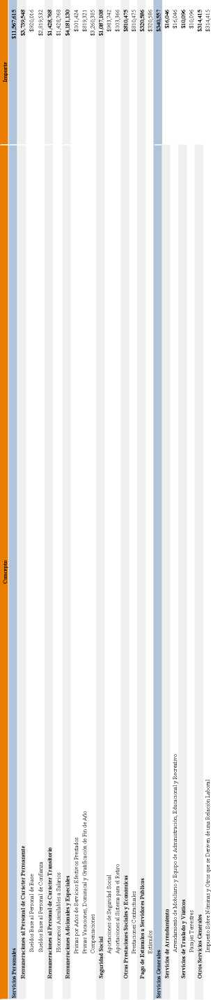 Concepto Importe
Servicios Personales $11,567,615
Remuneraciones al Personal de Carácter Permanente $3,739,548
Sueldos Base al Personal de Base $920,016
Sueldos Base al Personal de Confianza $2,819,532
Remuneraciones al Personal de Carácter Transitorio $1,428,768
Honorarios Asimilables a Salarios $1,428,768
Remuneraciones Adicionales y Especiales $4,181,130
Primas por Años de Servicios Efectivos Prestados $101,424
Primas Vacaciones, Dominical y Gratificación de Fin de Año $819,321
Compensaciones $3,260,385
Seguridad Social $1,087,108
Aportaciones de Seguridad Social $983,742
Aportaciones al Sistema para el Retiro $103,366
Otras Prestaciones Sociales y Económicas $810,475
Prestaciones Contractuales $810,475
Pago de Estímulos a Servidores Públicos $320,586
Estímulos $320,586
Servicios Generales $340,557
Servicios de Arrendamiento $16,046
Arrendamiento de Mobiliario y Equipo de Administración, Educacional y Recreativo $16,046
Servicios de Traslado y Viáticos $10,096
Pasajes Terrestres $10,096
Otros Servicios Generales $314,415
Impuesto Sobre Nóminas y Otros que se Deriven de una Relación Laboral $314,415